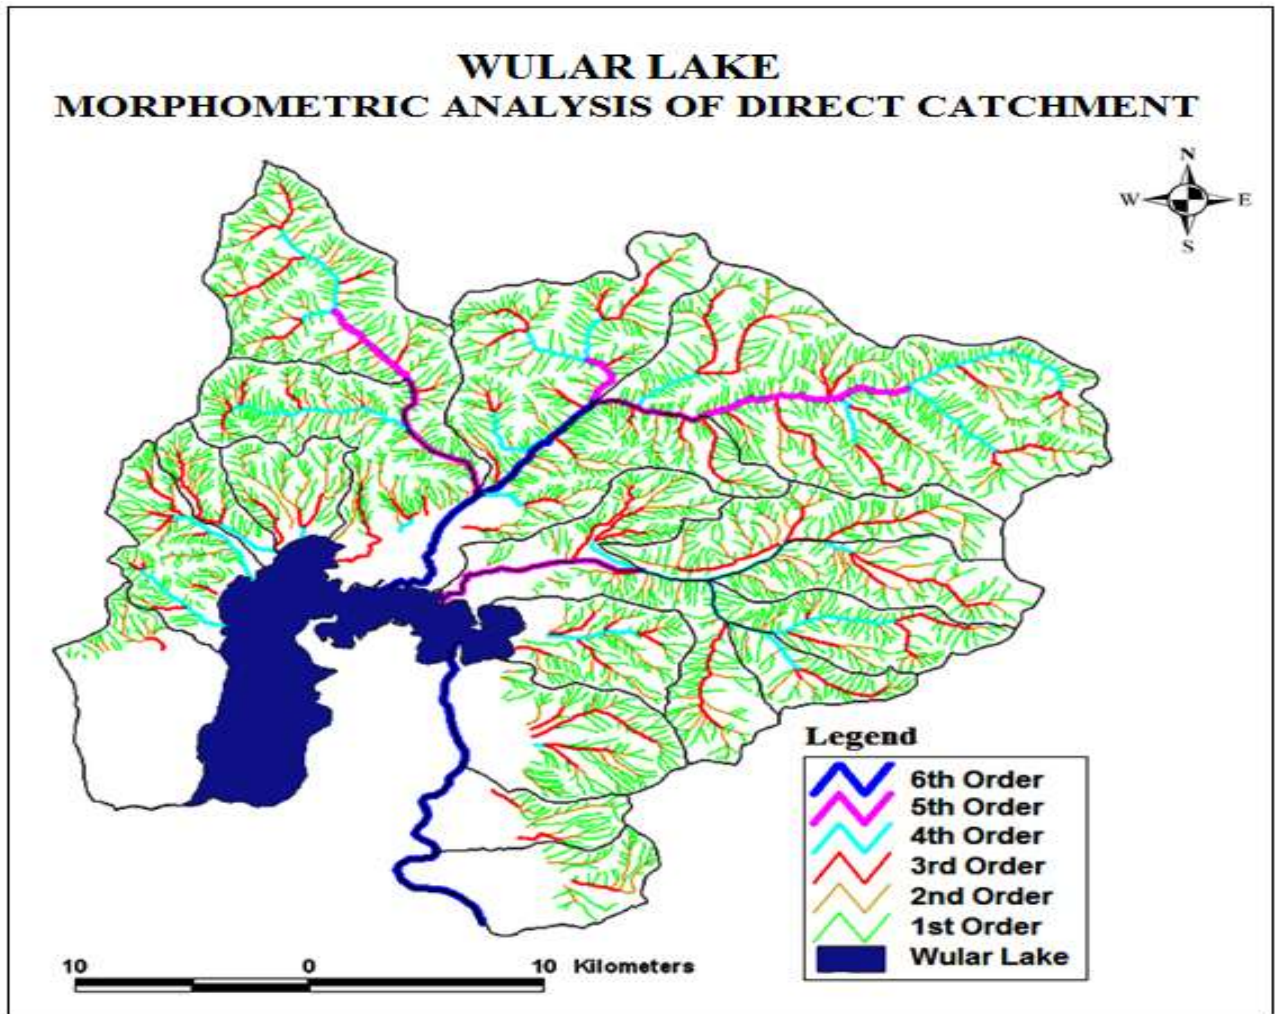 WULAR LAKE
MORPHOMETRIC ANALYSIS OF DIRECT CATCHMENT
N
W E
S
Legend
6th Order
5th Order
4th Order
3rd Order
2nd Order
1st Order
Wular Lake
10 0 10 Kilometers